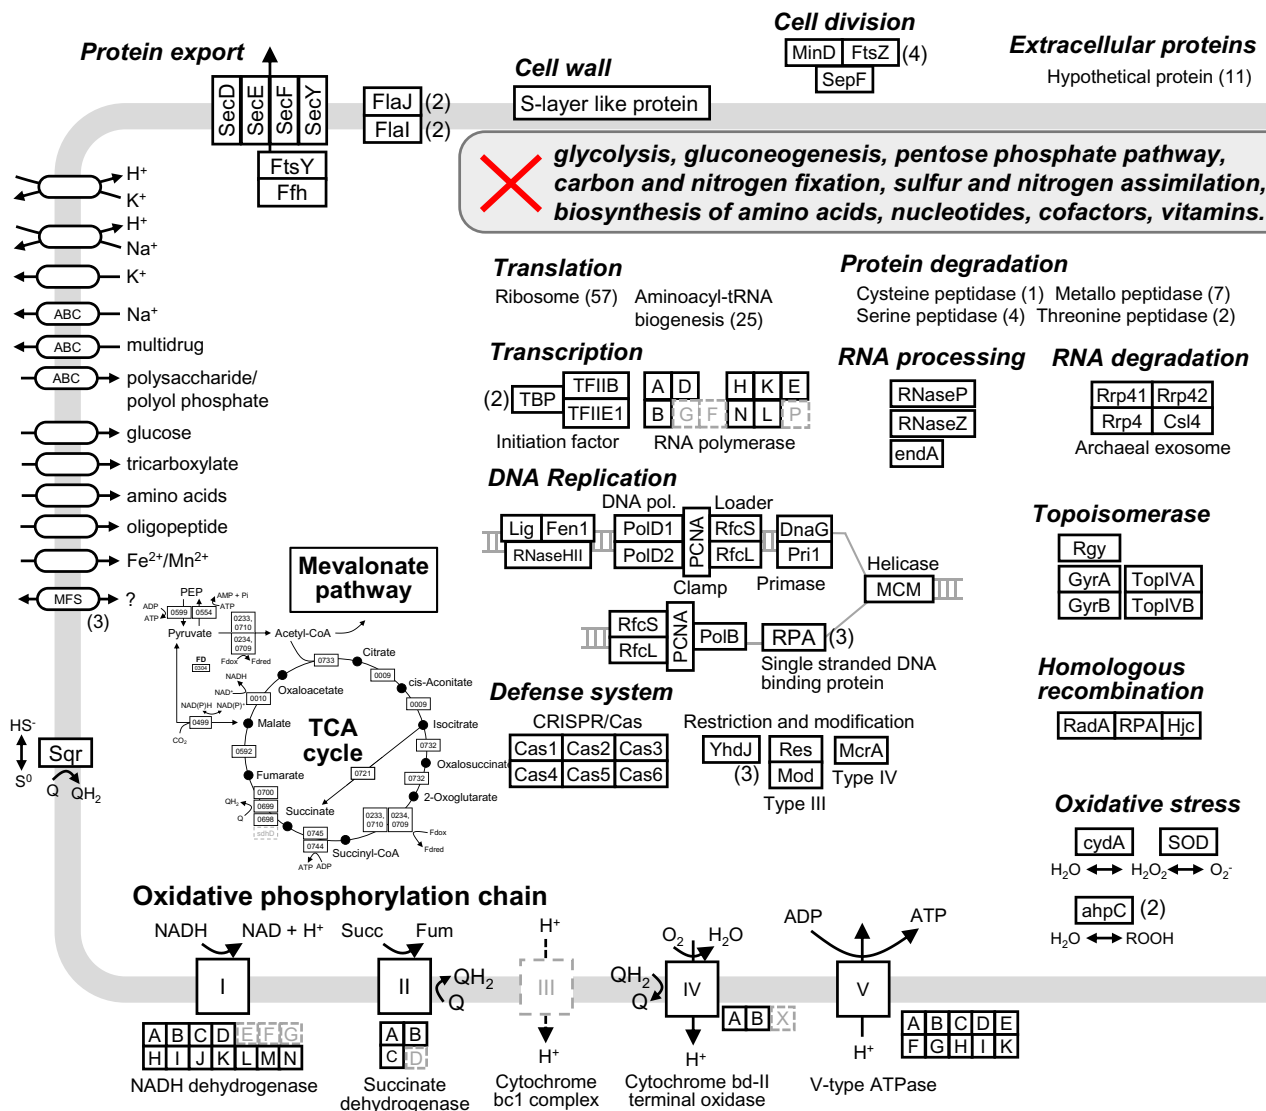 Protein export
SecD
SecE
SecF
SecY
FtsY
Ffh
FlaJ (2)
FlaI (2)
Cell wall
S-layer like protein
Cell division
MinD FtsZ (4)
SepF
Extracellular proteins
Hypothetical protein (11)
glycolysis, gluconeogenesis, pentose phosphate pathway,
carbon and nitrogen fixation, sulfur and nitrogen assimilation,
biosynthesis of amino acids, nucleotides, cofactors, vitamins.
H⁺
K⁺
H⁺
Na⁺
K⁺
ABC Na⁺
ABC multidrug
ABC polysaccharide/
polyol phosphate
glucose
tricarboxylate
amino acids
oligopeptide
Fe²⁺/Mn²⁺
MFS ?
(3)
Translation
Ribosome (57)
Aminoacyl-tRNA
biogenesis (25)
Protein degradation
Cysteine peptidase (1) Metallo peptidase (7)
Serine peptidase (4) Threonine peptidase (2)
Transcription
(2) TBP
TFIIB
TFIIE1
Initiation factor
A D H K E
B G F N L P
RNA polymerase
RNA processing
RNaseP
RNaseZ
endA
RNA degradation
Rrp41 Rrp42
Rrp4 Csl4
Archaeal exosome
DNA Replication
DNA pol. Loader
Lig Fen1
RNaseHII
PolD1
PolD2
PCNA
RfcS
RfcL
DnaG
Pri1
Clamp Primase
Helicase
MCM
RfcS
RfcL
PCNA
PolB
RPA (3)
Single stranded DNA
binding protein
Topoisomerase
Rgy
GyrA TopIVA
GyrB TopIVB
Homologous
recombination
RadA RPA Hjc
Defense system
CRISPR/Cas
Cas1 Cas2 Cas3
Cas4 Cas5 Cas6
Restriction and modification
YhdJ
(3)
Res
Mod
Type III
McrA
Type IV
Oxidative stress
cydA SOD
H₂O H₂O₂ O₂⁻
ahpC (2)
H₂O ROOH
Mevalonate
pathway
PEP
AMP + Pi
ATP
ADP
ATP
0599 0554
Pyruvate
0233,
0710
0234,
0709
Fdox Fdred
Acetyl-CoA
FD
0304
NADH
NAD⁺
NAD(P)H NAD(P)⁺
0499
CO₂
0010
0733
Citrate
0009
cis-Aconitate
0009
Isocitrate
0732
Oxalosuccinate
0732
2-Oxoglutarate
0233,
0710
0234,
0709
Fdox
Fdred
Succinyl-CoA
0745
0744
ATP ADP
Succinate
0721
0700
0699
0698
sdhD
QH₂
Q
Fumarate
0592
Malate
Oxaloacetate
TCA
cycle
HS⁻
S⁰
Sqr
Q QH₂
Oxidative phosphorylation chain
NADH NAD + H⁺
I
A B C D E F G
H I J K L M N
NADH dehydrogenase
Succ Fum
II
QH₂
Q
A B
C D
Succinate
dehydrogenase
H⁺
III
H⁺
Cytochrome
bc1 complex
O₂ H₂O
QH₂
Q
IV
A B X
H⁺
Cytochrome bd-II
terminal oxidase
ADP ATP
V
H⁺
A B C D E
F G H I K
V-type ATPase